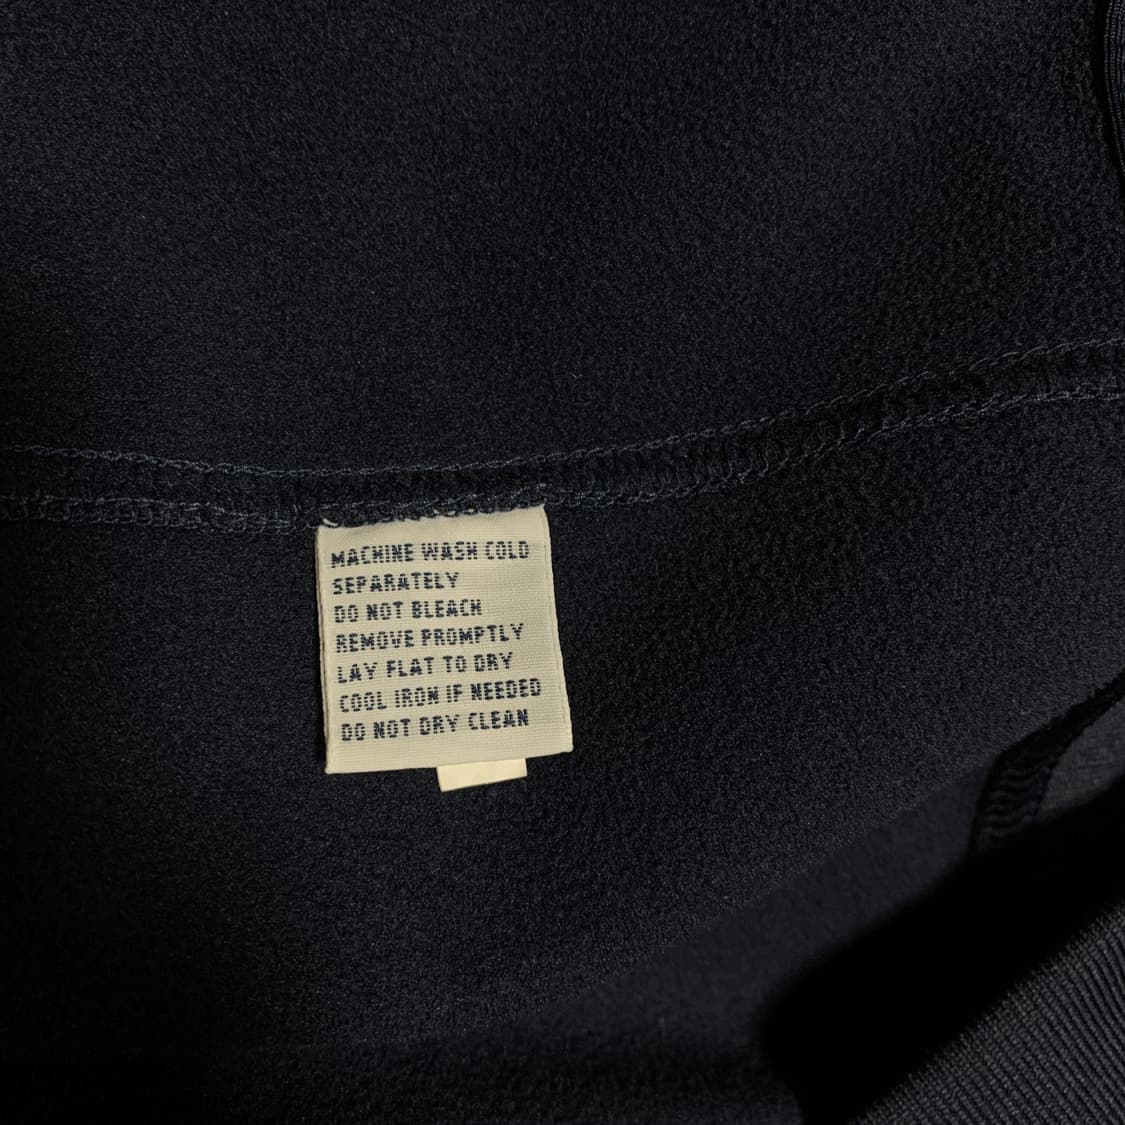 MACHINE WASH COLD
SEPARATELY
DO NOT BLEACH
REMOVE PROMPTLY
LAY FLAT TO DRY
COOL IRON IF NEEDED
DO NOT DRY CLEAN